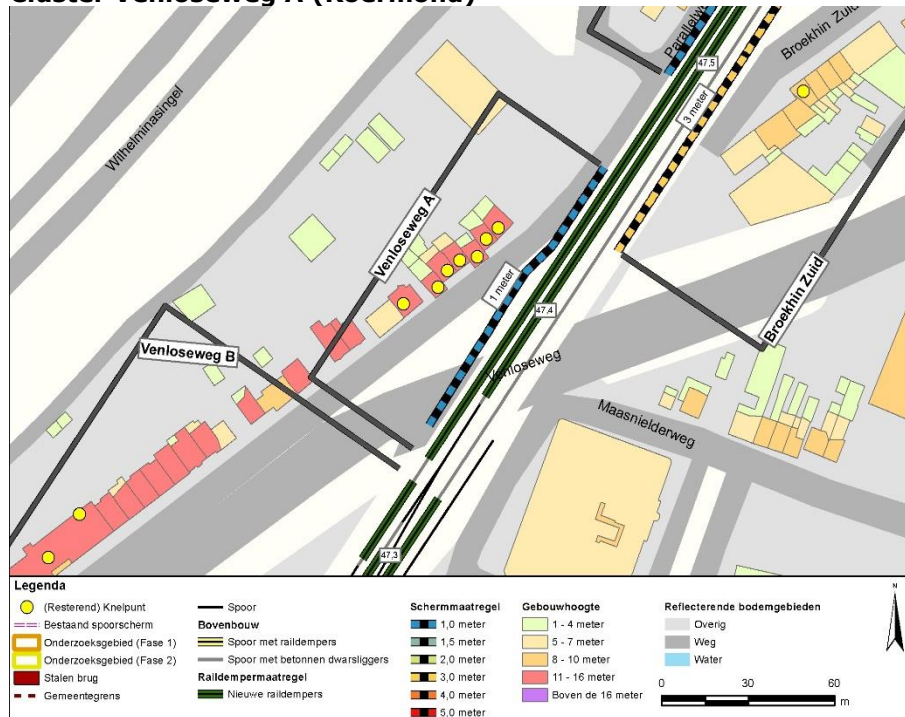 Cluster Venloseweg A (Roermond)
Parallelweg
Broekhin Zuid
47,5
3 meter
Wilhelminasingel
Venloseweg A
1 meter
47,4
Broekhin Zuid
Venloseweg B
Venloseweg
Maasnielderweg
47,3
Legenda
(Resterend) Knelpunt
Bestaand spoorscherm
Onderzoeksgebied (Fase 1)
Onderzoeksgebied (Fase 2)
Stalen brug
Gemeentegrens
Spoor
Bovenbouw
Spoor met raildempers
Spoor met betonnen dwarsliggers
Raildempermaatregel
Nieuwe raildempers
Schermmaatregel
1,0 meter
1,5 meter
2,0 meter
3,0 meter
4,0 meter
5,0 meter
Gebouwhoogte
1 - 4 meter
5 - 7 meter
8 - 10 meter
11 - 16 meter
Boven de 16 meter
Reflecterende bodemgebieden
Overig
Weg
Water
N
0 30 60
m